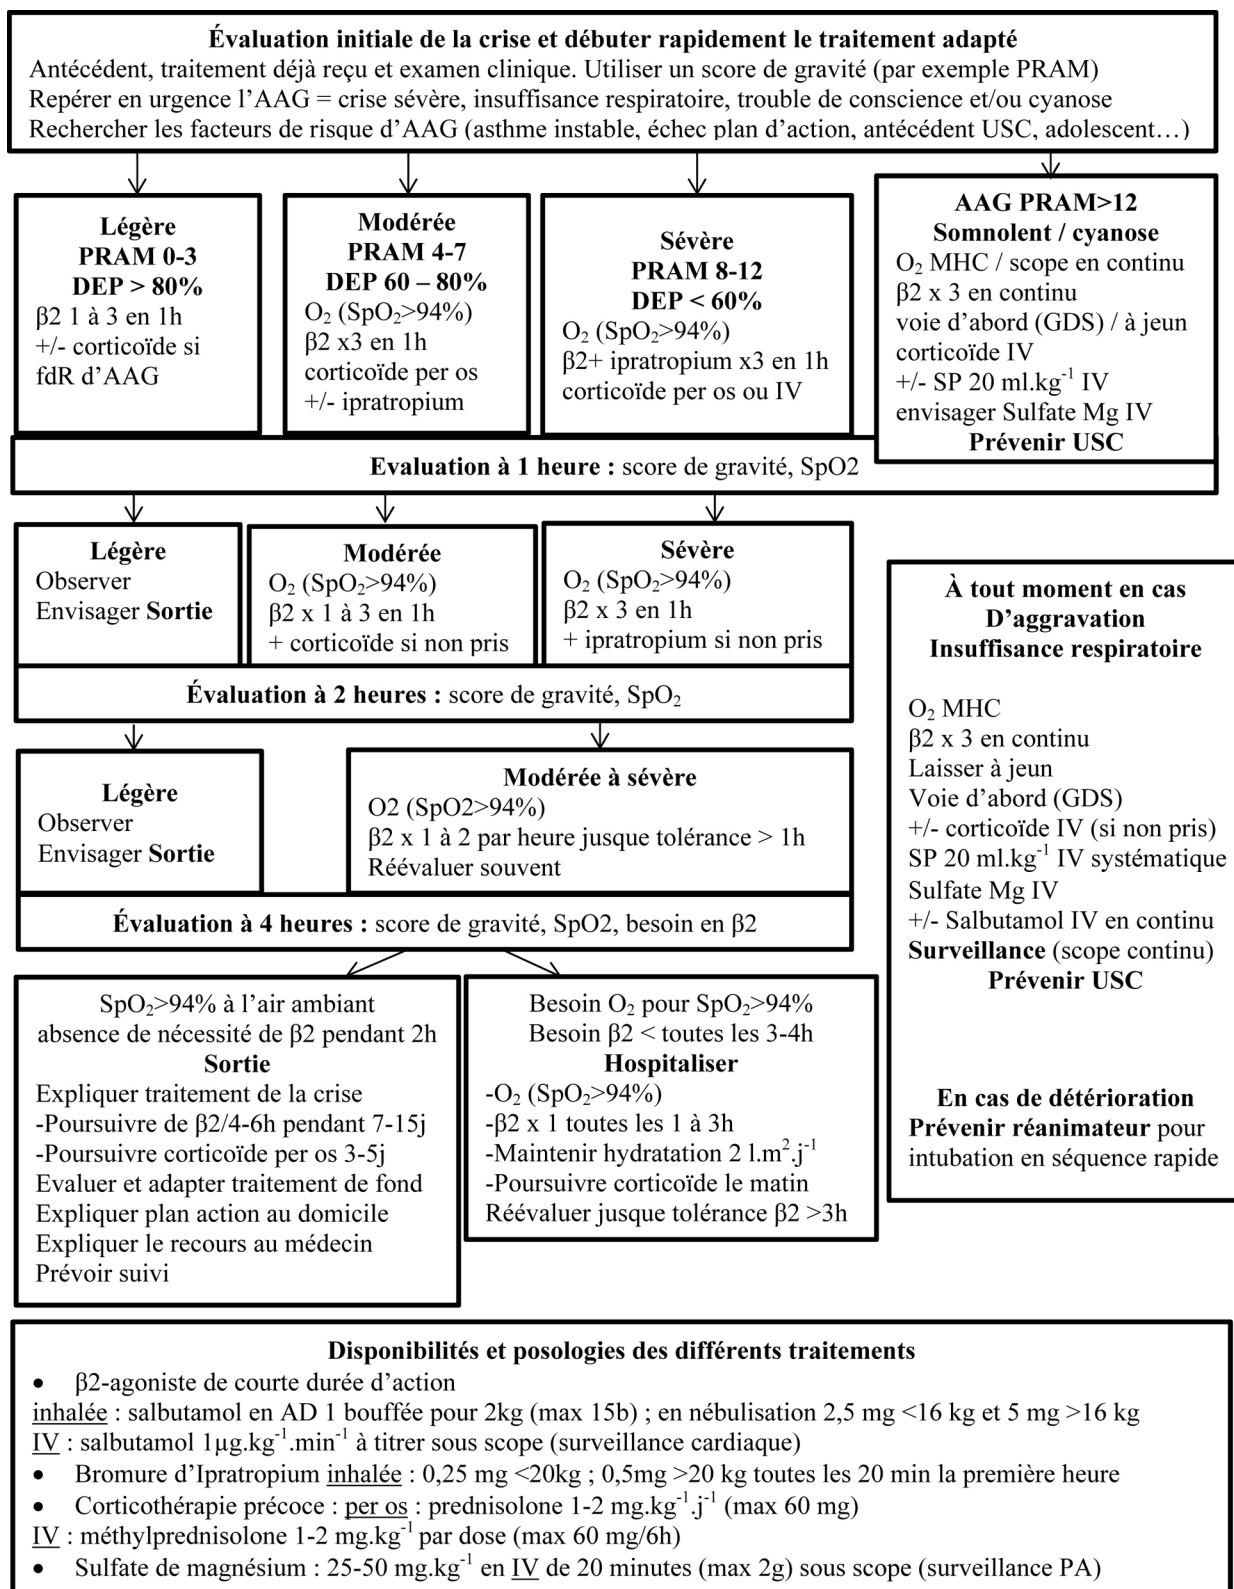 Évaluation initiale de la crise et débuter rapidement le traitement adapté
Antécédent, traitement déjà reçu et examen clinique. Utiliser un score de gravité (par exemple PRAM)
Repérer en urgence l’AAG = crise sévère, insuffisance respiratoire, trouble de conscience et/ou cyanose
Rechercher les facteurs de risque d’AAG (asthme instable, échec plan d’action, antécédent USC, adolescent…)
Légère
PRAM 0-3
DEP > 80%
β2 1 à 3 en 1h
+/- corticoïde si
fdR d’AAG
Modérée
PRAM 4-7
DEP 60 – 80%
O₂ (SpO₂>94%)
β2 x3 en 1h
corticoïde per os
+/- ipratropium
Sévère
PRAM 8-12
DEP < 60%
O₂ (SpO₂>94%)
β2+ ipratropium x3 en 1h
corticoïde per os ou IV
AAG PRAM>12
Somnolent / cyanose
O₂ MHC / scope en continu
β2 x 3 en continu
voie d’abord (GDS) / à jeun
corticoïde IV
+/- SP 20 ml.kg⁻¹ IV
envisager Sulfate Mg IV
Prévenir USC
Evaluation à 1 heure : score de gravité, SpO2
Légère
Observer
Envisager Sortie
Modérée
O₂ (SpO₂>94%)
β2 x 1 à 3 en 1h
+ corticoïde si non pris
Sévère
O₂ (SpO₂>94%)
β2 x 3 en 1h
+ ipratropium si non pris
Évaluation à 2 heures : score de gravité, SpO₂
Légère
Observer
Envisager Sortie
Modérée à sévère
O2 (SpO2>94%)
β2 x 1 à 2 par heure jusque tolérance > 1h
Réévaluer souvent
Évaluation à 4 heures : score de gravité, SpO2, besoin en β2
SpO₂>94% à l’air ambiant
absence de nécessité de β2 pendant 2h
Sortie
Expliquer traitement de la crise
-Poursuivre de β2/4-6h pendant 7-15j
-Poursuivre corticoïde per os 3-5j
Evaluer et adapter traitement de fond
Expliquer plan action au domicile
Expliquer le recours au médecin
Prévoir suivi
Besoin O₂ pour SpO₂>94%
Besoin β2 < toutes les 3-4h
Hospitaliser
-O₂ (SpO₂>94%)
-β2 x 1 toutes les 1 à 3h
-Maintenir hydratation 2 l.m².j⁻¹
-Poursuivre corticoïde le matin
Réévaluer jusque tolérance β2 >3h
À tout moment en cas
D’aggravation
Insuffisance respiratoire
O₂ MHC
β2 x 3 en continu
Laisser à jeun
Voie d’abord (GDS)
+/- corticoïde IV (si non pris)
SP 20 ml.kg⁻¹ IV systématique
Sulfate Mg IV
+/- Salbutamol IV en continu
Surveillance (scope continu)
Prévenir USC
En cas de détérioration
Prévenir réanimateur pour
intubation en séquence rapide
Disponibilités et posologies des différents traitements
• β2-agoniste de courte durée d’action
inhalée : salbutamol en AD 1 bouffée pour 2kg (max 15b) ; en nébulisation 2,5 mg <16 kg et 5 mg >16 kg
IV : salbutamol 1µg.kg⁻¹.min⁻¹ à titrer sous scope (surveillance cardiaque)
• Bromure d’Ipratropium inhalée : 0,25 mg <20kg ; 0,5mg >20 kg toutes les 20 min la première heure
• Corticothérapie précoce : per os : prednisolone 1-2 mg.kg⁻¹.j⁻¹ (max 60 mg)
IV : méthylprednisolone 1-2 mg.kg⁻¹ par dose (max 60 mg/6h)
• Sulfate de magnésium : 25-50 mg.kg⁻¹ en IV de 20 minutes (max 2g) sous scope (surveillance PA)